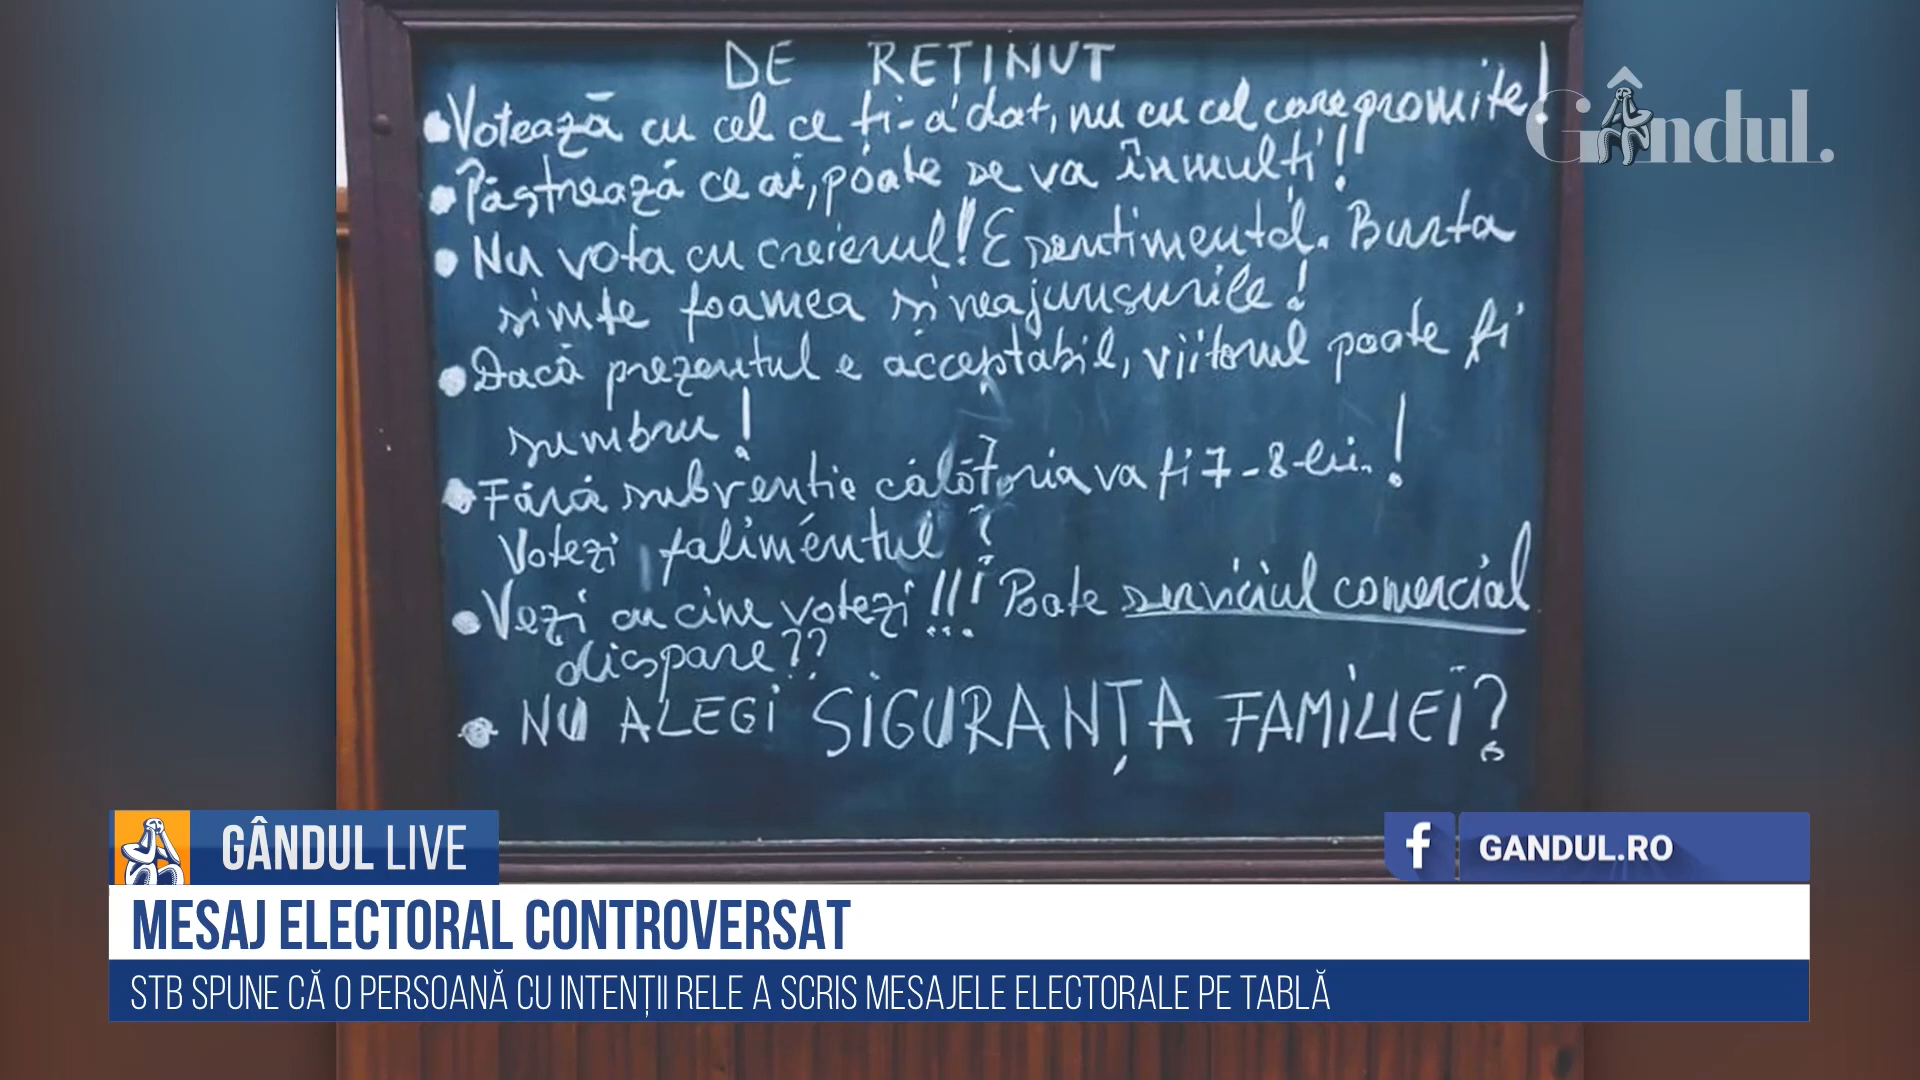 DE REȚINUT
• Votează cu cel ce ți-a dat, nu cu cel care promite!
• Păstrează ce ai, poate se va înmulți!!
• Nu vota cu creierul! E sentimental. Burta
simte foamea și neajunsurile!
• Dacă prezentul e acceptabil, viitorul poate fi
sumbru!
• Fără subvenție călătoria va fi 7-8 lei.!
Votezi falimentul?
• Vezi cu cine votezi!!! Poate serviciul comercial
dispare??
• NU ALEGI SIGURANȚA FAMILIEI?
Gândul.
GÂNDUL LIVE
f GANDUL.RO
MESAJ ELECTORAL CONTROVERSAT
STB SPUNE CĂ O PERSOANĂ CU INTENȚII RELE A SCRIS MESAJELE ELECTORALE PE TABLĂ